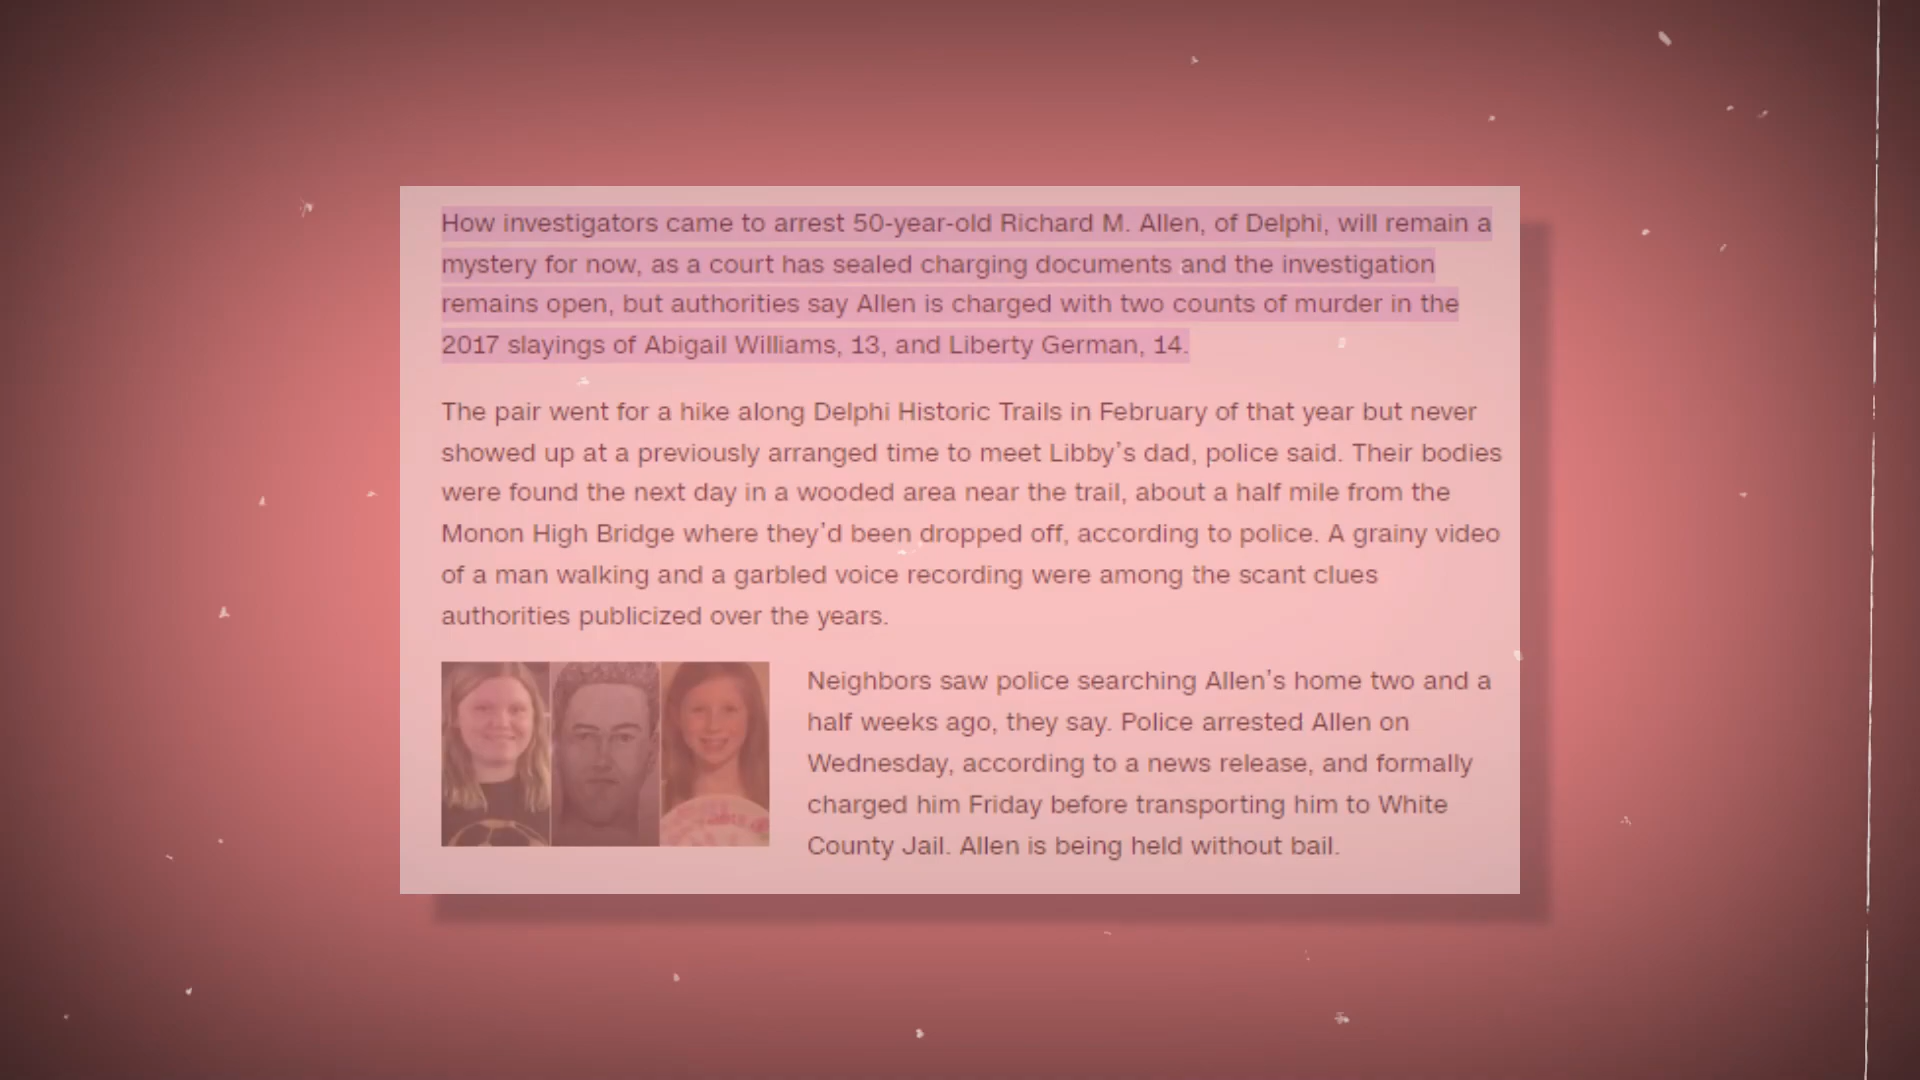 How investigators came to arrest 50-year-old Richard M. Allen, of Delphi, will remain a
mystery for now, as a court has sealed charging documents and the investigation
remains open, but authorities say Allen is charged with two counts of murder in the
2017 slayings of Abigail Williams, 13, and Liberty German, 14.
The pair went for a hike along Delphi Historic Trails in February of that year but never
showed up at a previously arranged time to meet Libby's dad, police said. Their bodies
were found the next day in a wooded area near the trail, about a half mile from the
Monon High Bridge where they'd been dropped off, according to police. A grainy video
of a man walking and a garbled voice recording were among the scant clues
authorities publicized over the years.
Neighbors saw police searching Allen's home two and a
half weeks ago, they say. Police arrested Allen on
Wednesday, according to a news release, and formally
charged him Friday before transporting him to White
County Jail. Allen is being held without bail.